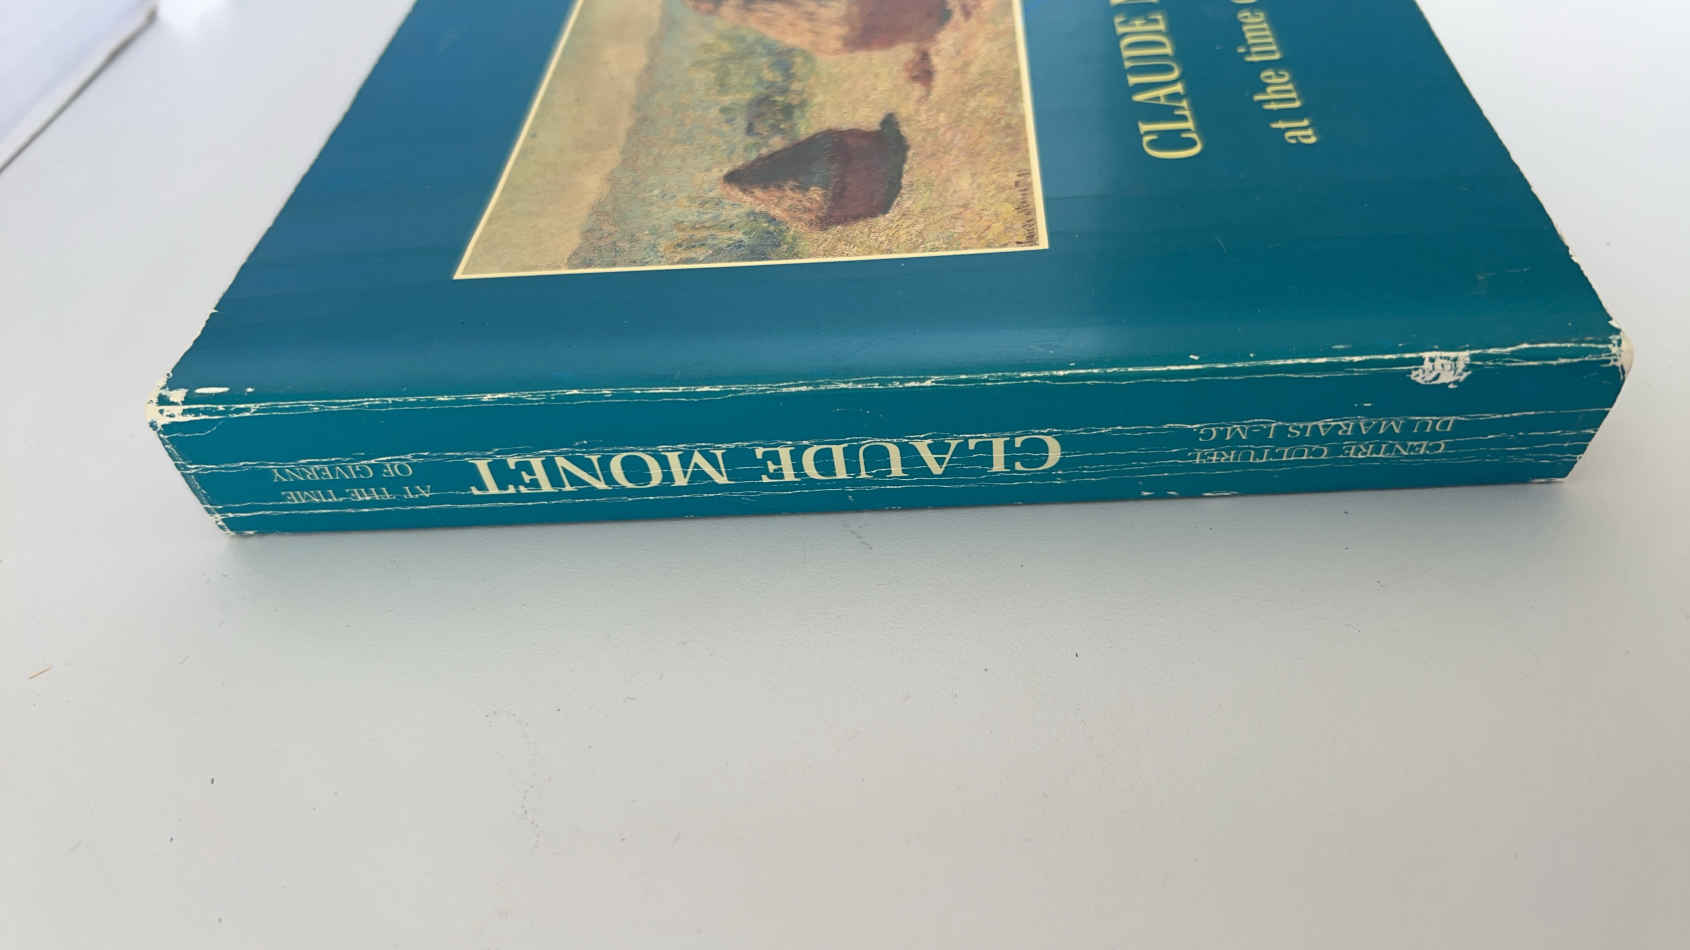 CLAUDE
at the time
CENTRE CULTUREL
DU MARAIS J.-M.G.
CLAUDE MONET
AT THE TIME
OF GIVERNY